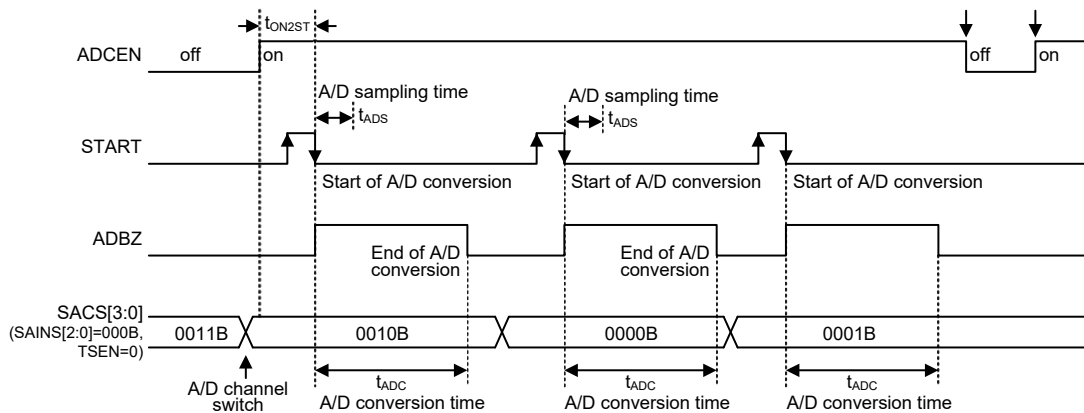 tON2ST
ADCEN
off
on
off
on
A/D sampling time
tADS
A/D sampling time
tADS
START
Start of A/D conversion
Start of A/D conversion
Start of A/D conversion
ADBZ
End of A/D
conversion
End of A/D
conversion
SACS[3:0]
(SAINS[2:0]=000B,
TSEN=0)
0011B
0010B
0000B
0001B
A/D channel
switch
tADC
A/D conversion time
tADC
A/D conversion time
tADC
A/D conversion time